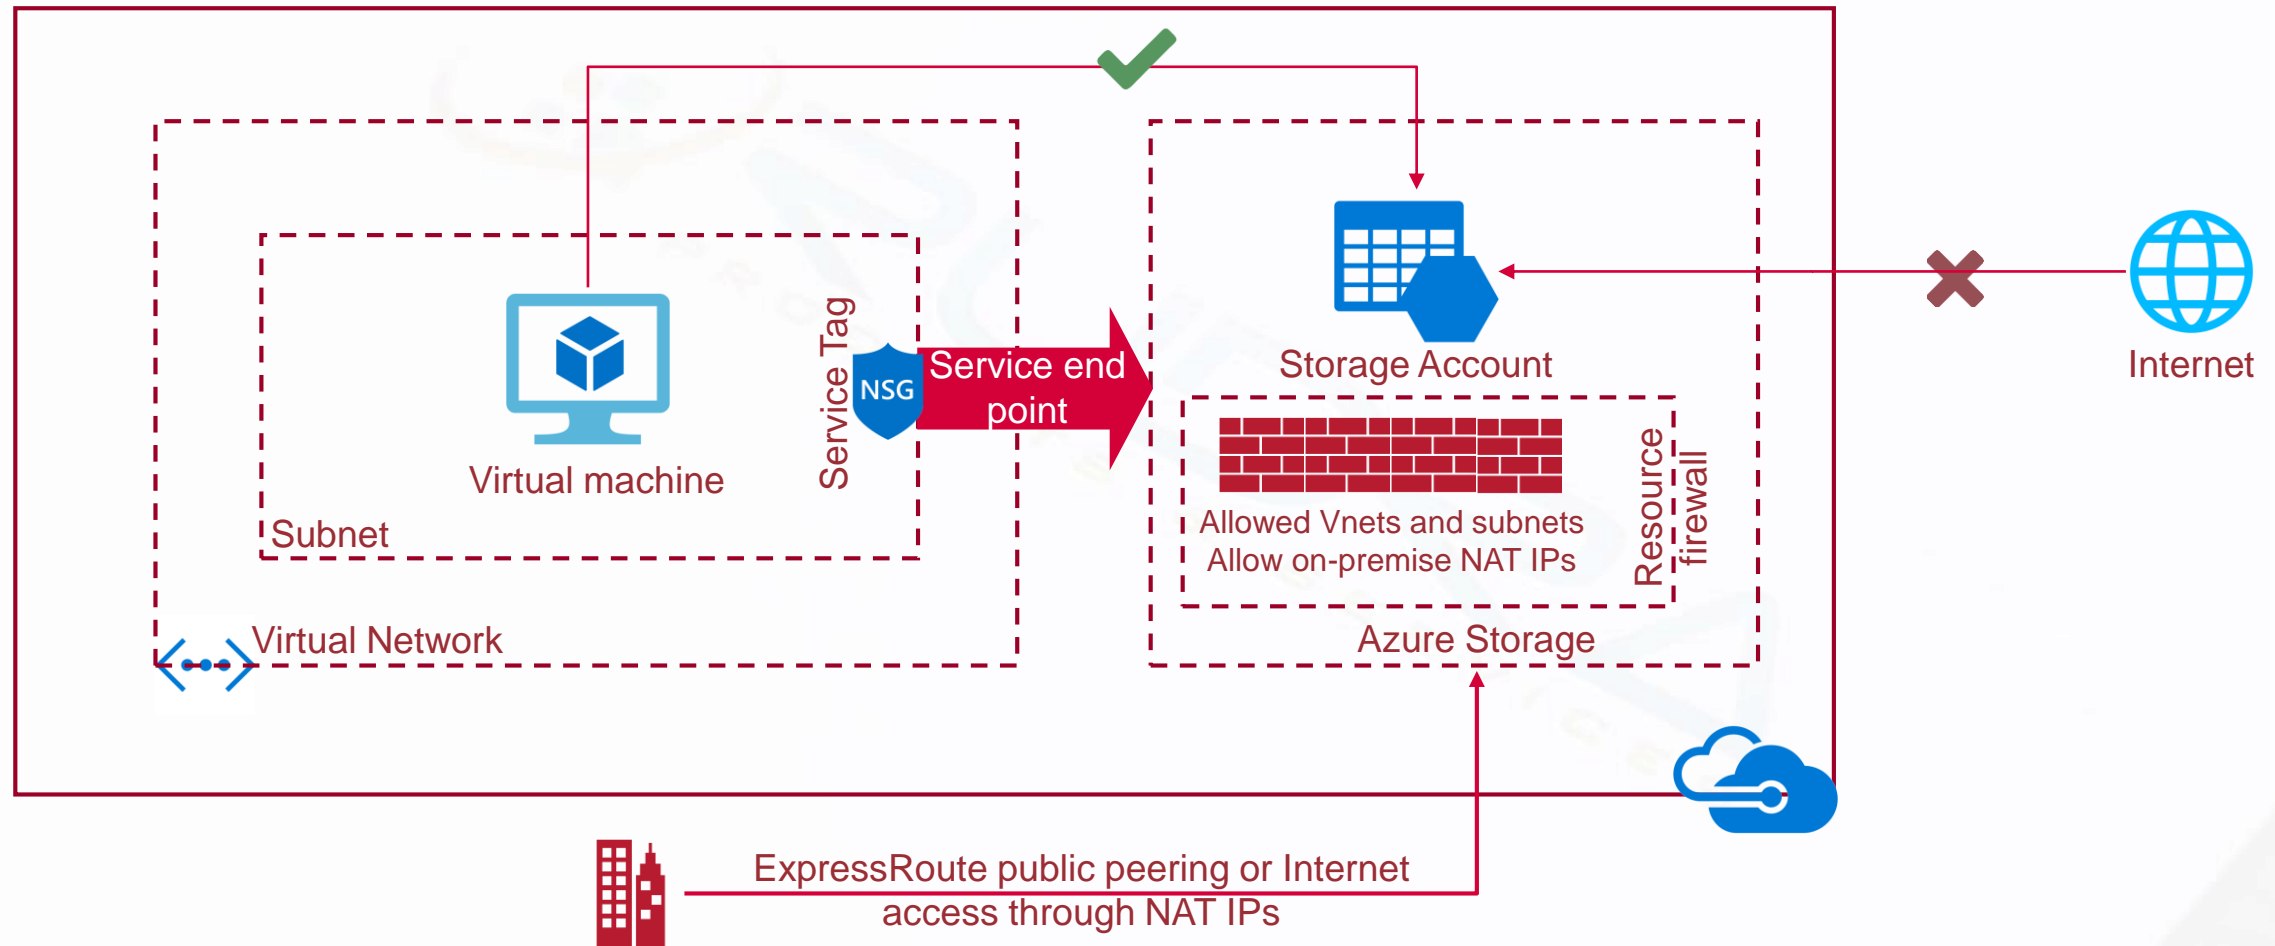 Service Tag
NSG
Service end
point
Virtual machine
Subnet
Virtual Network
Storage Account
Allowed Vnets and subnets
Allow on-premise NAT IPs
Resource
firewall
Azure Storage
Internet
ExpressRoute public peering or Internet
access through NAT IPs